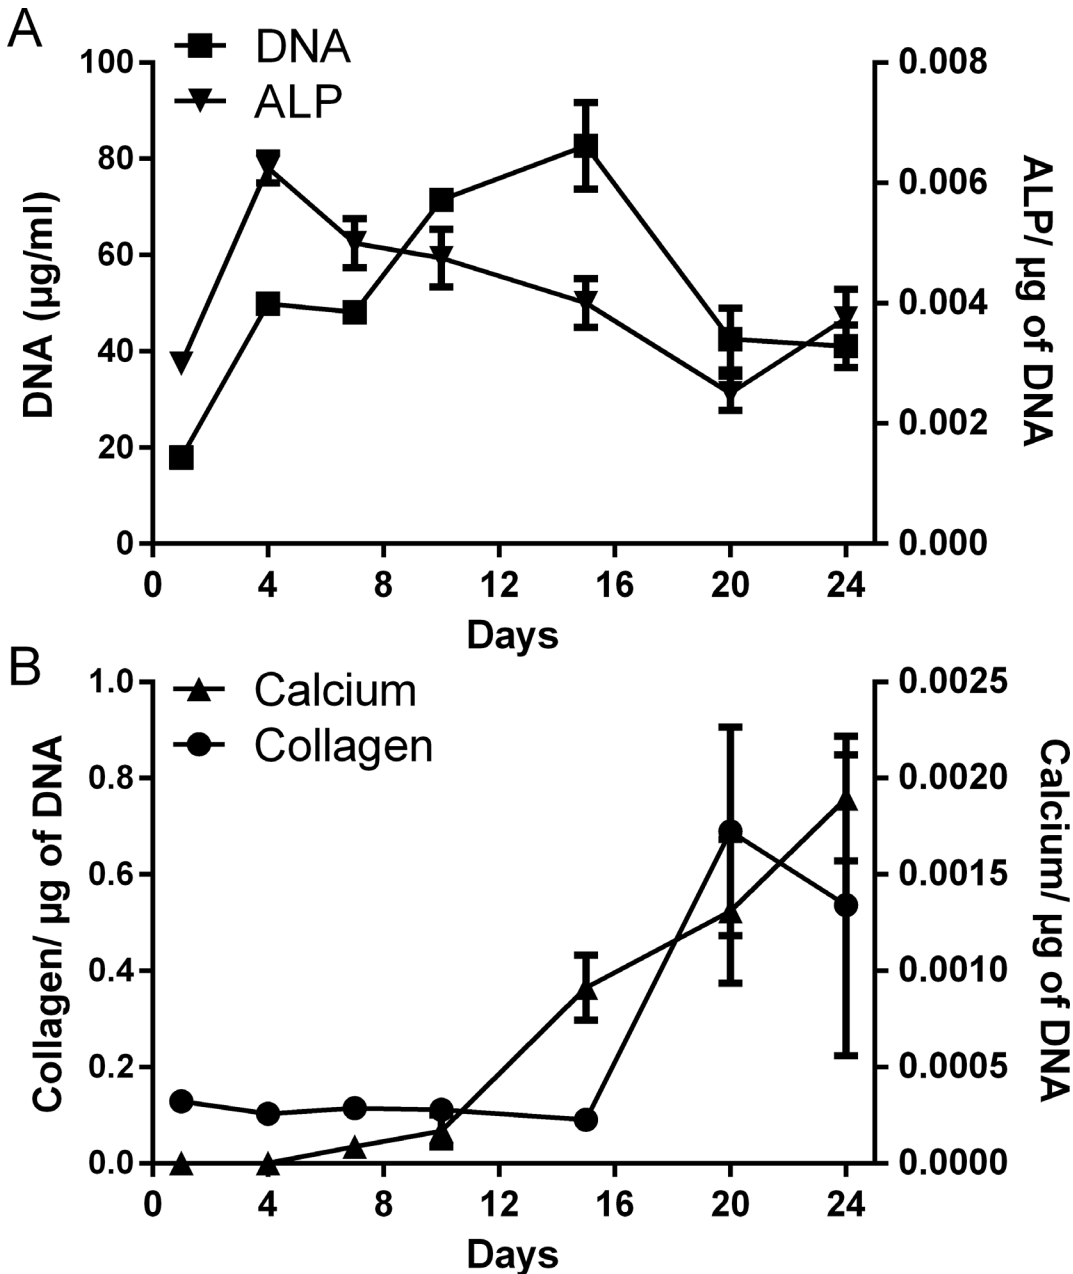 A
DNA
ALP
DNA (µg/ml)
100
80
60
40
20
0
0.008
0.006
0.004
0.002
0.000
ALP/ µg of DNA
0 4 8 12 16 20 24
Days
B
Calcium
Collagen
Collagen/ µg of DNA
1.0
0.8
0.6
0.4
0.2
0.0
0.0025
0.0020
0.0015
0.0010
0.0005
0.0000
Calcium/ µg of DNA
0 4 8 12 16 20 24
Days